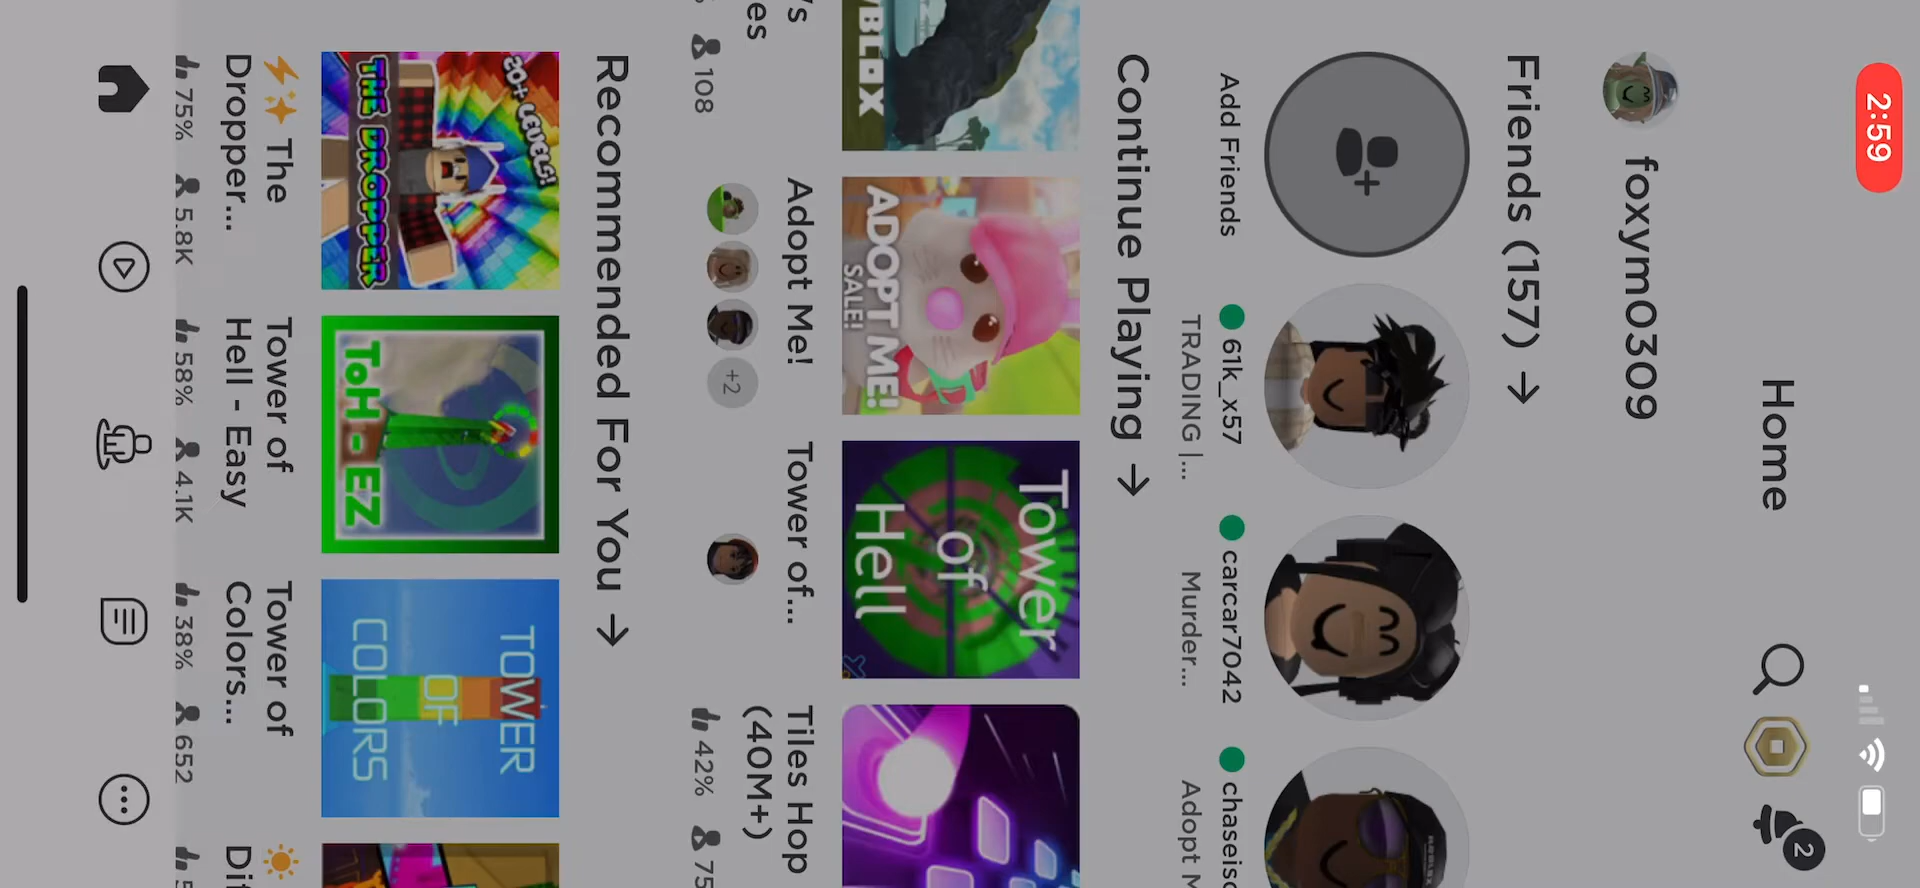 2:59
Home
2
foxym0309
Friends (157) →
Add Friends
61k_x57
TRADING |...
carcar7042
Murder...
Adopt
Continue Playing →
BLOX
ADOPT ME!
SALE!
Tower
of
Hell
108
Adopt Me!
+2
Tower of...
Tiles Hop
(40M+)
42%
Recommended For You →
20+ LEVELS!
THE DROPPER
ToH - EZ
TOWER
OF
COLORS
⚡✨ The
Dropper...
75% 5.8K
Tower of
Hell - Easy
58% 4.1K
Tower of
Colors...
38% 652